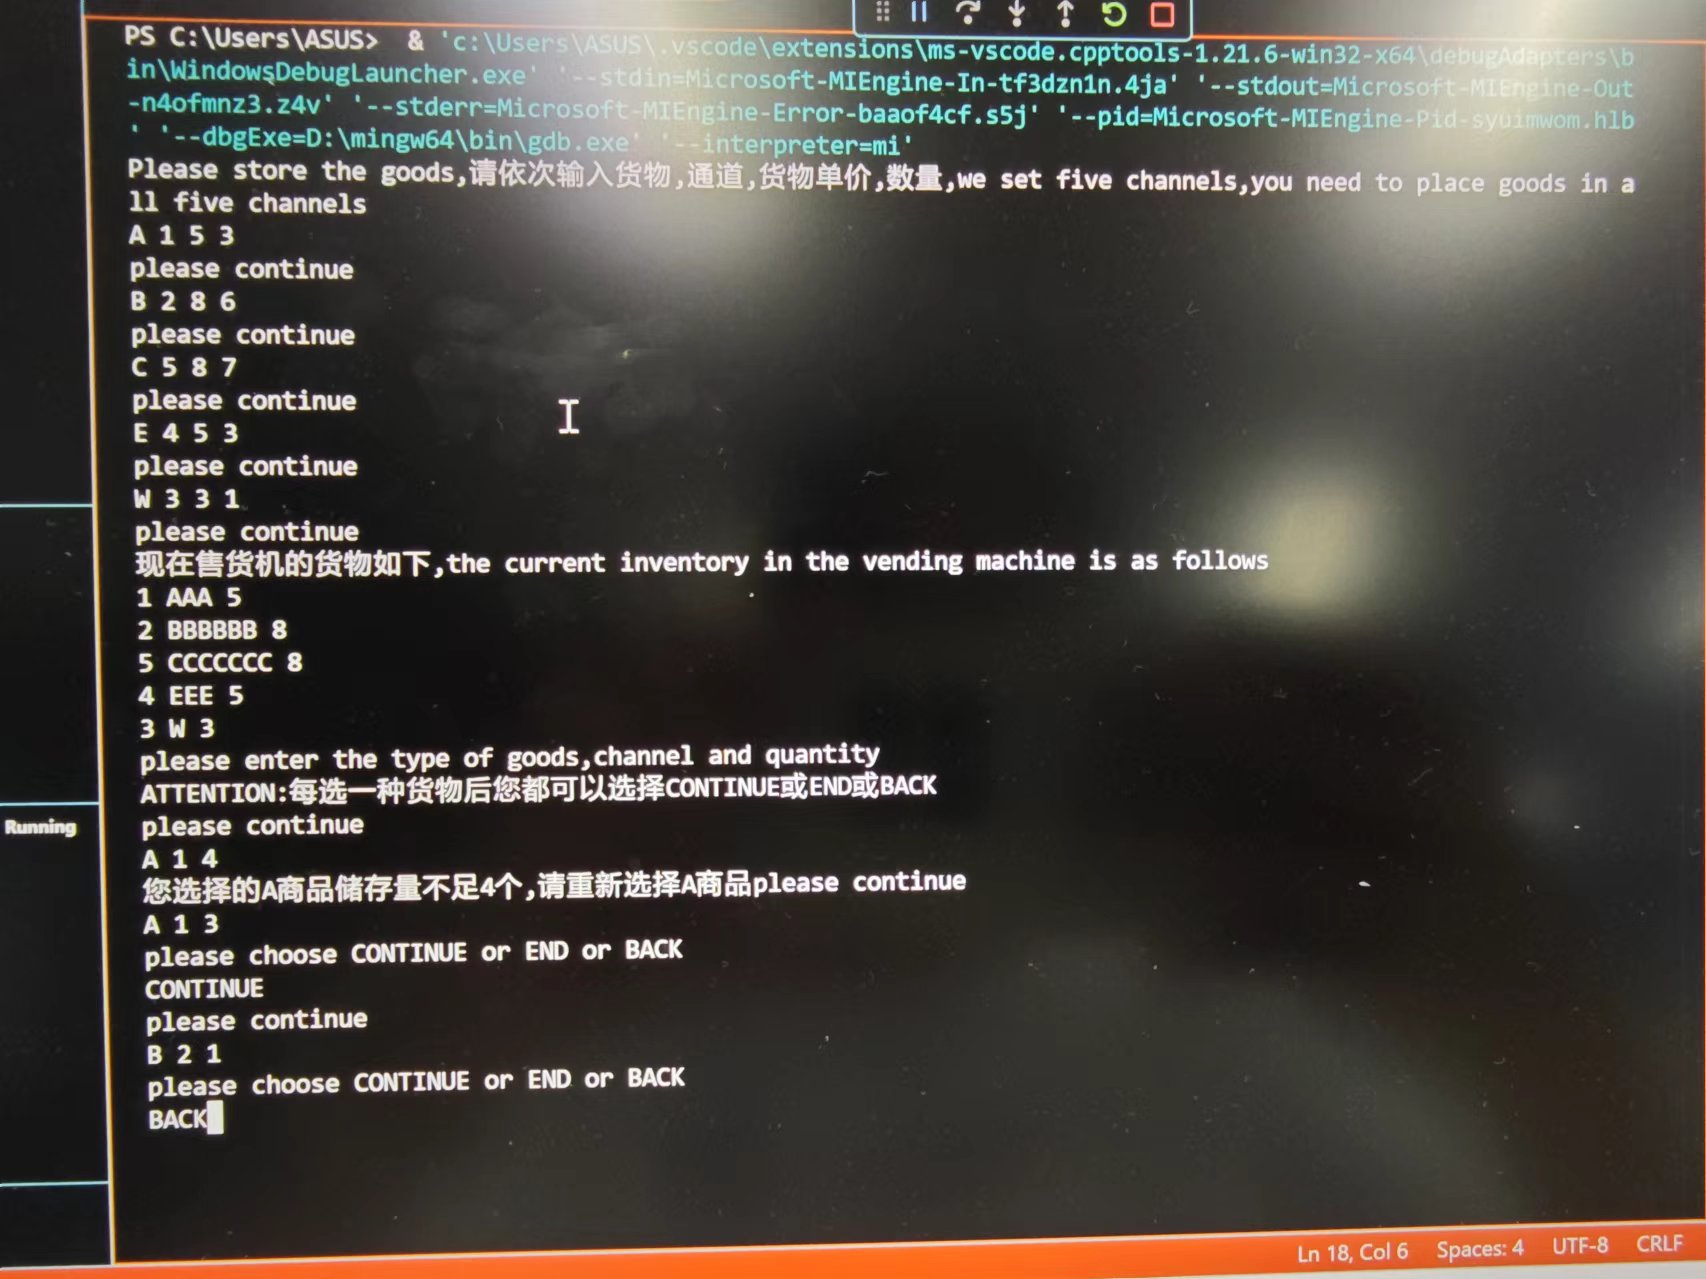 PS C:\Users\ASUS>  & 'c:\Users\ASUS\.vscode\extensions\ms-vscode.cpptools-1.21.6-win32-x64\debugAdapters\b
in\WindowsDebugLauncher.exe' '--stdin=Microsoft-MIEngine-In-tf3dzn1n.4ja' '--stdout=Microsoft-MIEngine-Out
-n4ofmnz3.z4v' '--stderr=Microsoft-MIEngine-Error-baaof4cf.s5j' '--pid=Microsoft-MIEngine-Pid-syuimwom.hlb
' '--dbgExe=D:\mingw64\bin\gdb.exe' '--interpreter=mi'
Please store the goods,请依次输入货物,通道,货物单价,数量,we set five channels,you need to place goods in a
ll five channels
A 1 5 3
please continue
B 2 8 6
please continue
C 5 8 7
please continue
E 4 5 3
please continue
W 3 3 1
please continue
现在售货机的货物如下,the current inventory in the vending machine is as follows
1 AAA 5
2 BBBBBB 8
5 CCCCCCC 8
4 EEE 5
3 W 3
please enter the type of goods,channel and quantity
ATTENTION:每选一种货物后您都可以选择CONTINUE或END或BACK
please continue
A 1 4
您选择的A商品储存量不足4个,请重新选择A商品please continue
A 1 3
please choose CONTINUE or END or BACK
CONTINUE
please continue
B 2 1
please choose CONTINUE or END or BACK
BACK
Running
Ln 18, Col 6 Spaces: 4 UTF-8 CRLF